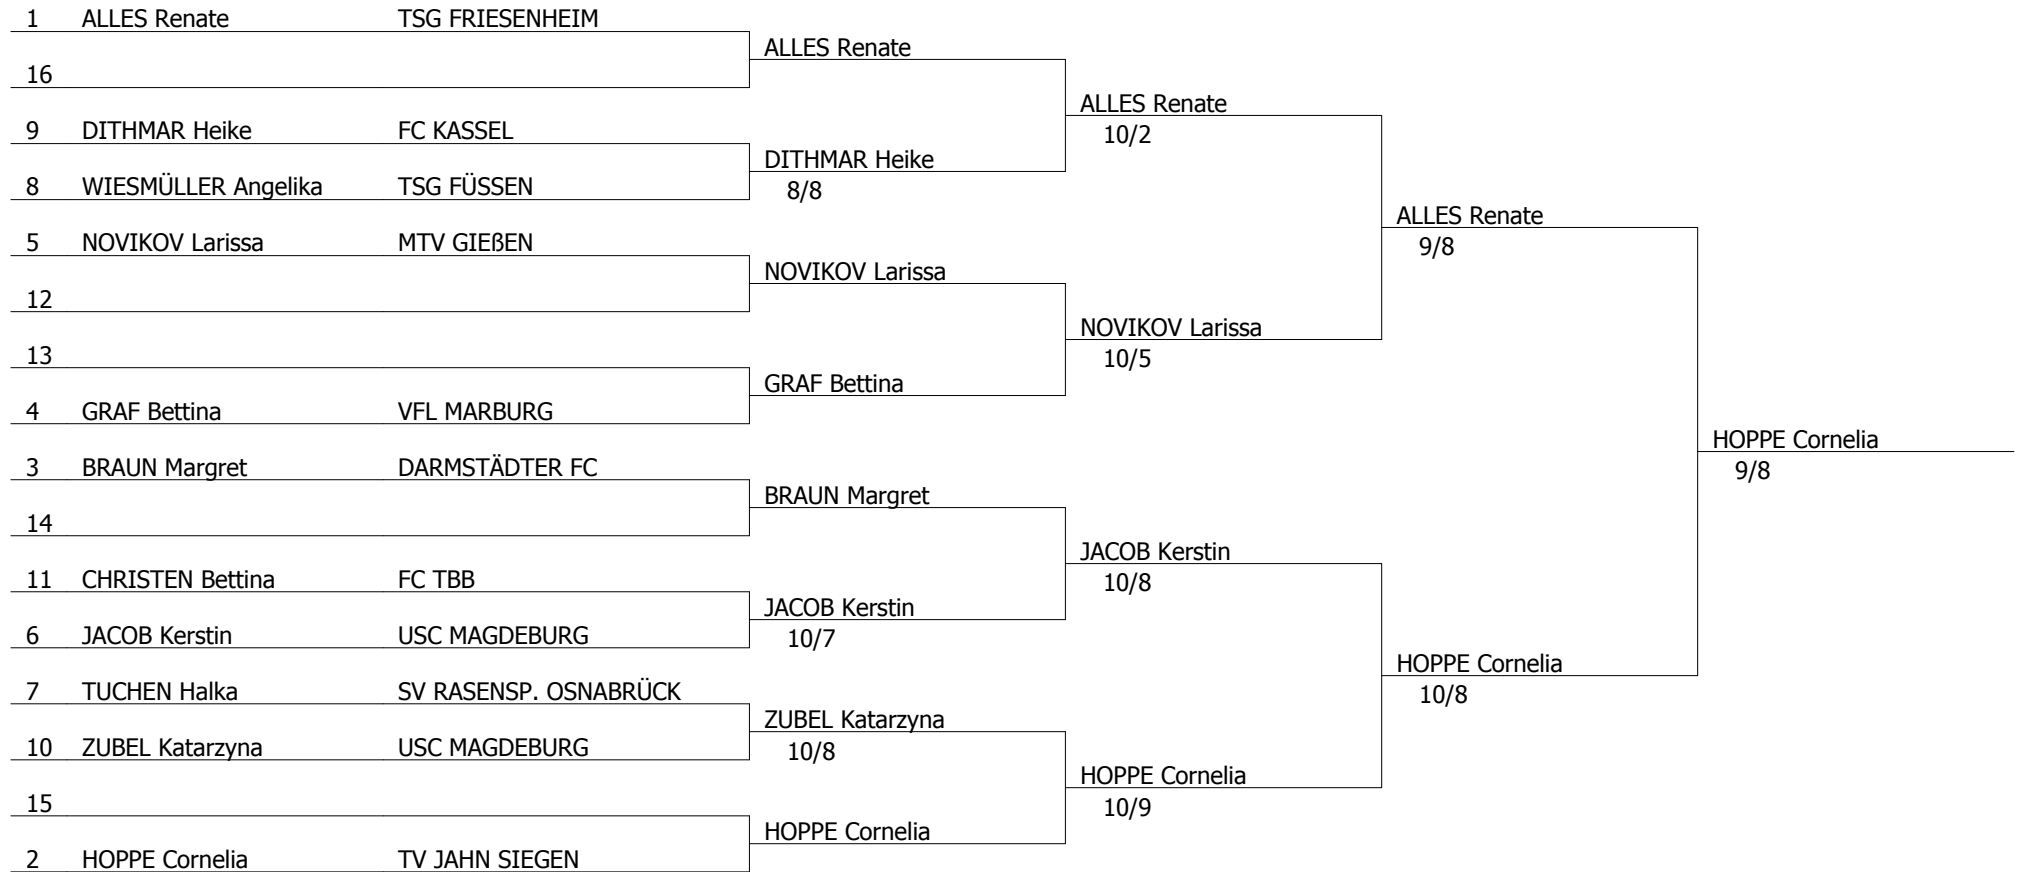 1 ALLES Renate TSG FRIESENHEIM
ALLES Renate
16
ALLES Renate
10/2
9 DITHMAR Heike FC KASSEL
DITHMAR Heike
8/8
8 WIESMÜLLER Angelika TSG FÜSSEN
ALLES Renate
9/8
5 NOVIKOV Larissa MTV GIEßEN
NOVIKOV Larissa
12
NOVIKOV Larissa
10/5
13
GRAF Bettina
4 GRAF Bettina VFL MARBURG
HOPPE Cornelia
9/8
3 BRAUN Margret DARMSTÄDTER FC
BRAUN Margret
14
JACOB Kerstin
10/8
11 CHRISTEN Bettina FC TBB
JACOB Kerstin
10/7
6 JACOB Kerstin USC MAGDEBURG
HOPPE Cornelia
10/8
7 TUCHEN Halka SV RASENSP. OSNABRÜCK
ZUBEL Katarzyna
10/8
10 ZUBEL Katarzyna USC MAGDEBURG
HOPPE Cornelia
10/9
15
HOPPE Cornelia
2 HOPPE Cornelia TV JAHN SIEGEN